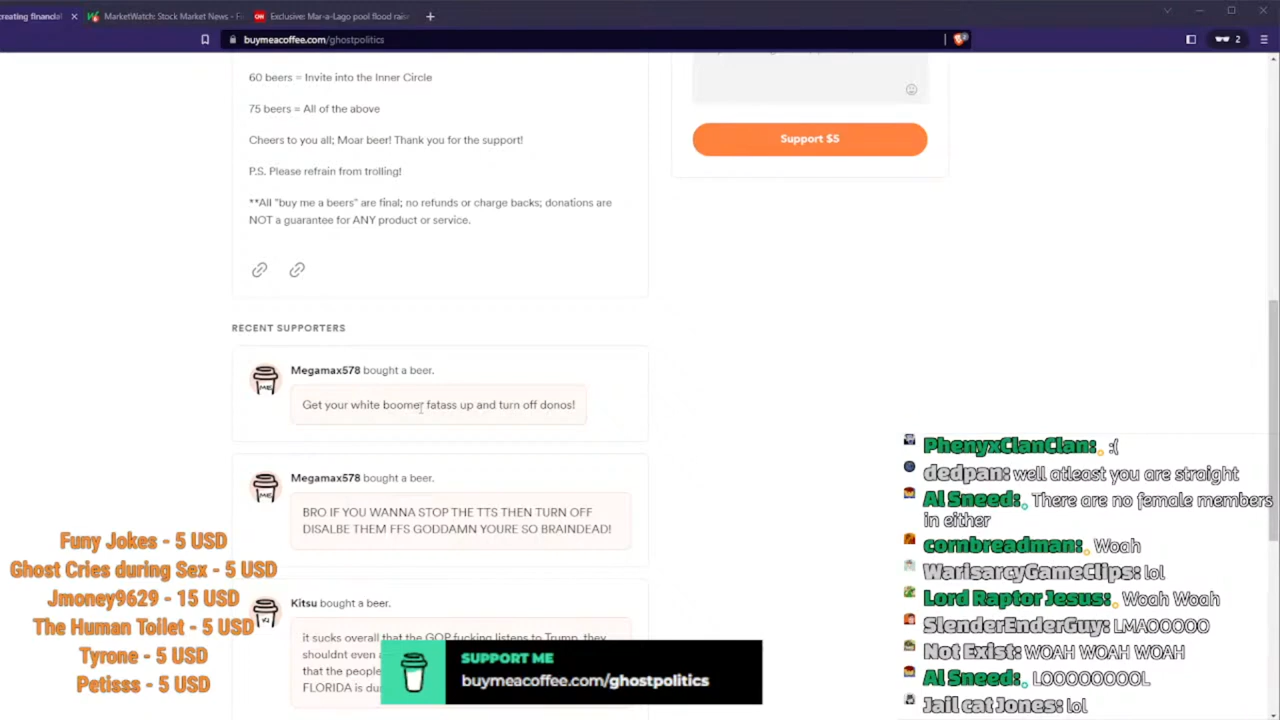 creating financial
MarketWatch: Stock Market News - Fi
CNN
Exclusive: Mar-a-Lago pool flood rais
buymeacoffee.com/ghostpolitics
2
60 beers = Invite into the Inner Circle
75 beers = All of the above
Cheers to you all; Moar beer! Thank you for the support!
P.S. Please refrain from trolling!
**All "buy me a beers" are final; no refunds or charge backs; donations are
NOT a guarantee for ANY product or service.
Support $5
RECENT SUPPORTERS
Megamax578 bought a beer.
Get your white boomer fatass up and turn off donos!
Megamax578 bought a beer.
BRO IF YOU WANNA STOP THE TTS THEN TURN OFF
DISALBE THEM FFS GODDAMN YOURE SO BRAINDEAD!
Kitsu bought a beer.
it sucks overall that the GOP fucking listens to Trump, they
shouldnt even
that the people
FLORIDA is du
SUPPORT ME
buymeacoffee.com/ghostpolitics
Funy Jokes - 5 USD
Ghost Cries during Sex - 5 USD
Jmoney9629 - 15 USD
The Human Toilet - 5 USD
Tyrone - 5 USD
Petisss - 5 USD
PhenyxClanClan: :(
dedpan: well atleast you are straight
Al Sneed: There are no female members
in either
cornbreadman: Woah
WarisarcyGameClips: lol
Lord Raptor Jesus: Woah Woah
SlenderEnderGuy: LMAOOOOO
Not Exist: WOAH WOAH WOAH
Al Sneed: LOOOOOOOOL
Jail cat Jones: lol